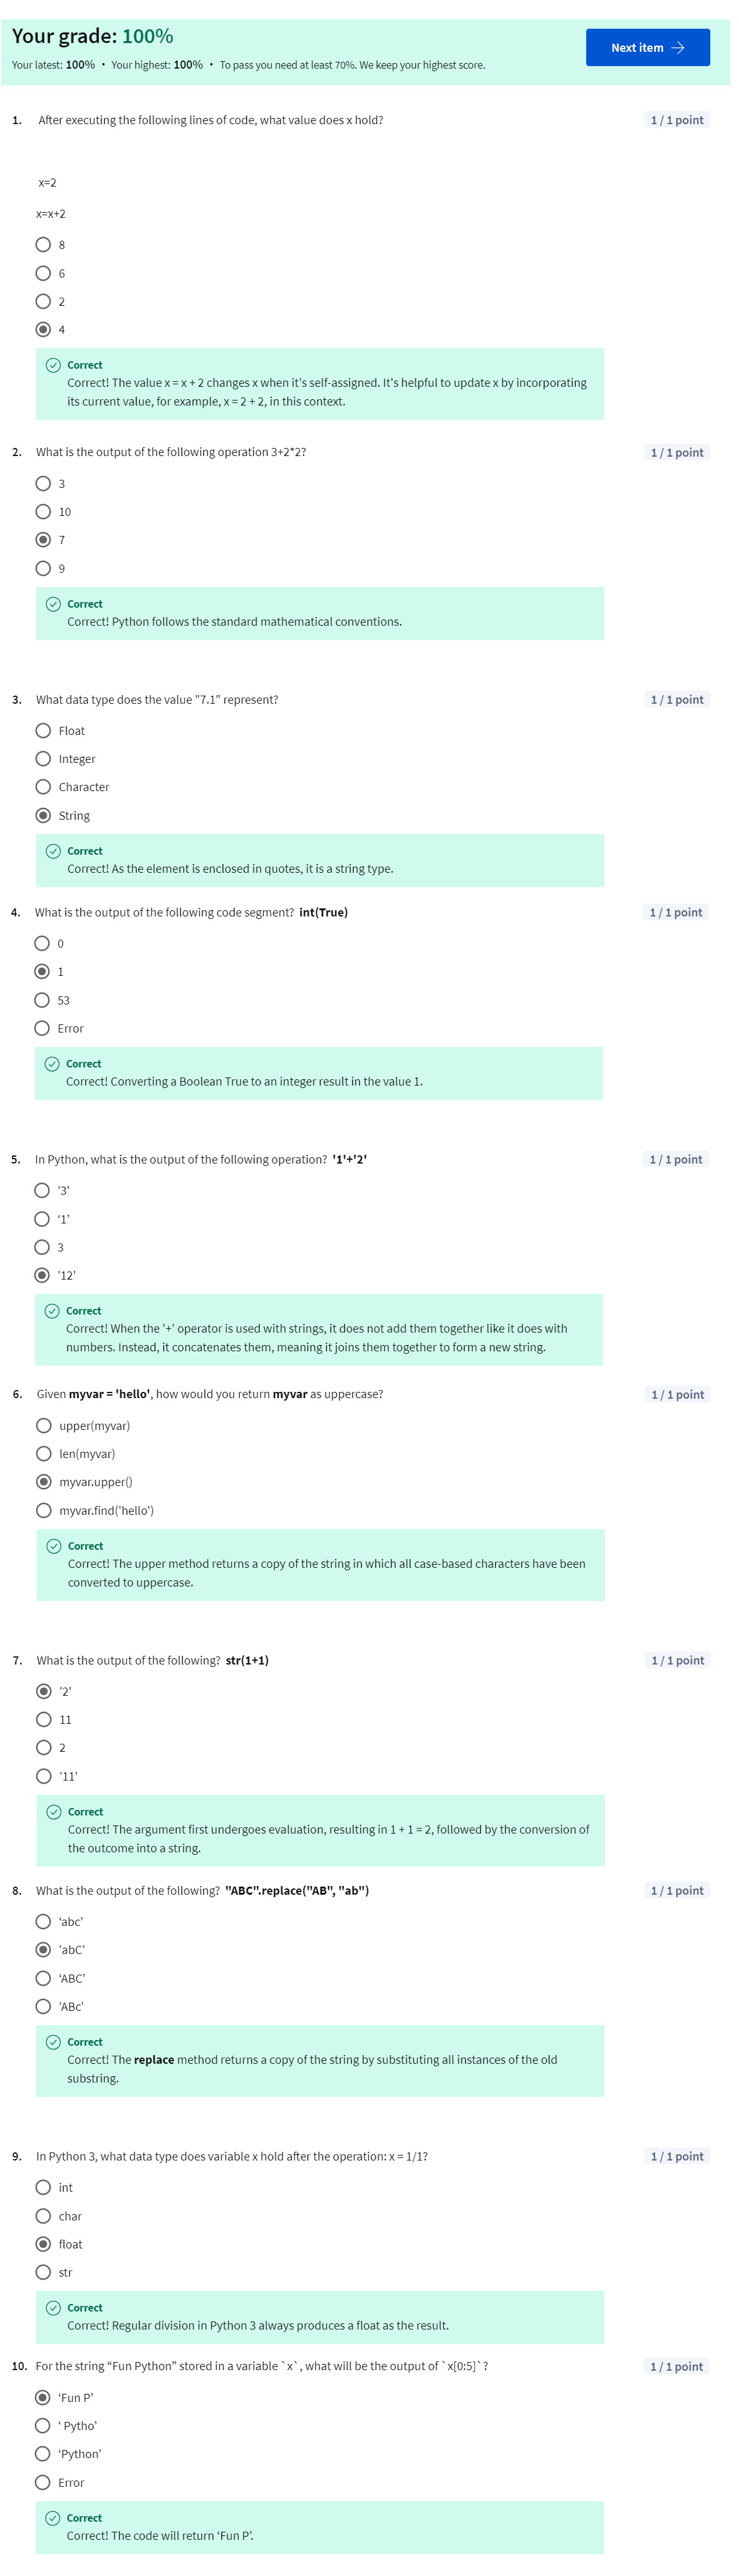 Your grade: 100%
Next item →
Your latest: 100% • Your highest: 100% • To pass you need at least 70%. We keep your highest score.
1. After executing the following lines of code, what value does x hold? 1 / 1 point
x=2
x=x+2
8
6
2
4
Correct
Correct! The value x = x + 2 changes x when it's self-assigned. It's helpful to update x by incorporating
its current value, for example, x = 2 + 2, in this context.
2. What is the output of the following operation 3+2*2? 1 / 1 point
3
10
7
9
Correct
Correct! Python follows the standard mathematical conventions.
3. What data type does the value "7.1" represent? 1 / 1 point
Float
Integer
Character
String
Correct
Correct! As the element is enclosed in quotes, it is a string type.
4. What is the output of the following code segment? int(True) 1 / 1 point
0
1
53
Error
Correct
Correct! Converting a Boolean True to an integer result in the value 1.
5. In Python, what is the output of the following operation? '1'+'2' 1 / 1 point
'3'
‘1’
3
'12'
Correct
Correct! When the '+' operator is used with strings, it does not add them together like it does with
numbers. Instead, it concatenates them, meaning it joins them together to form a new string.
6. Given myvar = 'hello', how would you return myvar as uppercase? 1 / 1 point
upper(myvar)
len(myvar)
myvar.upper()
myvar.find('hello')
Correct
Correct! The upper method returns a copy of the string in which all case-based characters have been
converted to uppercase.
7. What is the output of the following? str(1+1) 1 / 1 point
'2'
11
2
'11'
Correct
Correct! The argument first undergoes evaluation, resulting in 1 + 1 = 2, followed by the conversion of
the outcome into a string.
8. What is the output of the following? "ABC".replace("AB", "ab") 1 / 1 point
‘abc’
'abC'
‘ABC’
'ABc'
Correct
Correct! The replace method returns a copy of the string by substituting all instances of the old
substring.
9. In Python 3, what data type does variable x hold after the operation: x = 1/1? 1 / 1 point
int
char
float
str
Correct
Correct! Regular division in Python 3 always produces a float as the result.
10. For the string “Fun Python” stored in a variable `x`, what will be the output of `x[0:5]`? 1 / 1 point
‘Fun P’
‘ Pytho’
‘Python’
Error
Correct
Correct! The code will return ‘Fun P’.